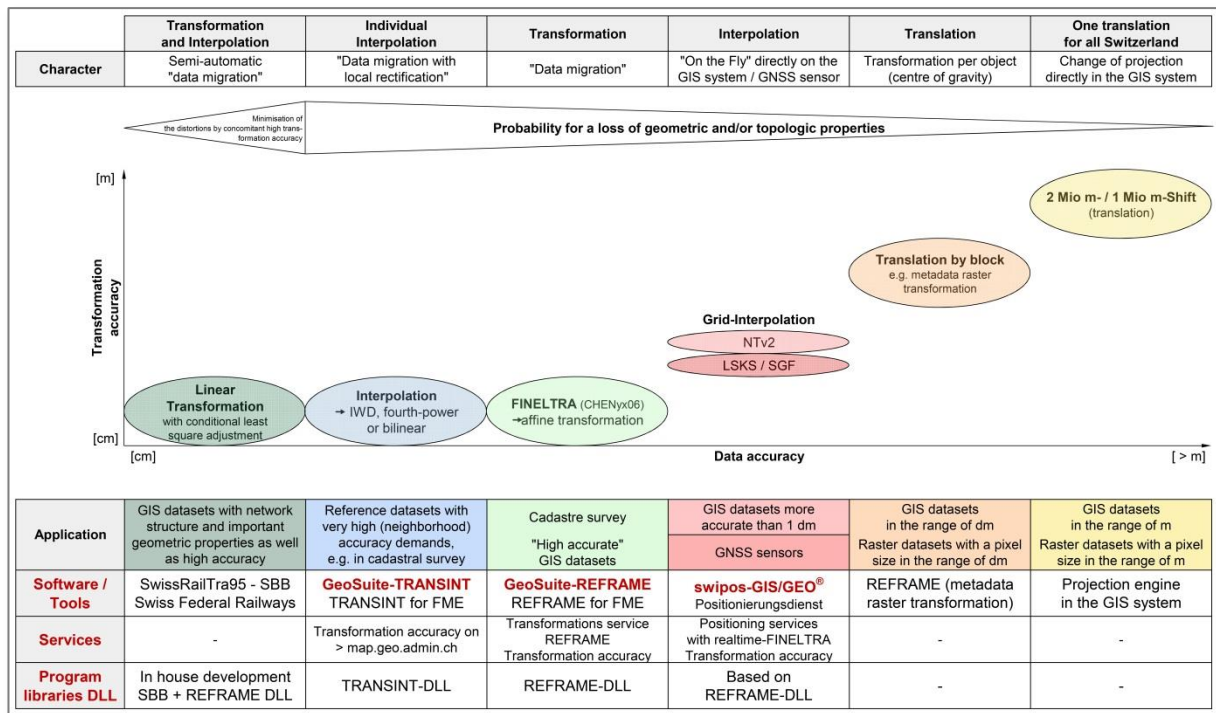 Transformation and Interpolation
Individual Interpolation
Transformation
Interpolation
Translation
One translation for all Switzerland
Character
Semi-automatic "data migration"
"Data migration with local rectification"
"Data migration"
"On the Fly" directly on the GIS system / GNSS sensor
Transformation per object (centre of gravity)
Change of projection directly in the GIS system
Minimisation of
the distortions by concomitant high trans-
formation accuracy
Probability for a loss of geometric and/or topologic properties
[m]
Transformation
accuracy
[cm]
2 Mio m- / 1 Mio m-Shift
(translation)
Translation by block
e.g. metadata raster
transformation
Grid-Interpolation
NTv2
LSKS / SGF
Linear
Transformation
with conditional least
square adjustment
Interpolation
→ IWD, fourth-power
or bilinear
FINELTRA (CHENyx06)
→affine transformation
[cm]
Data accuracy
[ > m]
Application
GIS datasets with network
structure and important
geometric properties as well
as high accuracy
Reference datasets with
very high (neighborhood)
accuracy demands,
e.g. in cadastral survey
Cadastre survey
"High accurate"
GIS datasets
GIS datasets more
accurate than 1 dm
GNSS sensors
GIS datasets
in the range of dm
Raster datasets with a pixel
size in the range of dm
GIS datasets
in the range of m
Raster datasets with a pixel
size in the range of m
Software /
Tools
SwissRailTra95 - SBB
Swiss Federal Railways
GeoSuite-TRANSINT
TRANSINT for FME
GeoSuite-REFRAME
REFRAME for FME
swipos-GIS/GEO®
Positionierungsdienst
REFRAME (metadata
raster transformation)
Projection engine
in the GIS system
Services
-
Transformation accuracy on
> map.geo.admin.ch
Transformations service
REFRAME
Transformation accuracy
Positioning services
with realtime-FINELTRA
Transformation accuracy
-
-
Program
libraries DLL
In house development
SBB + REFRAME DLL
TRANSINT-DLL
REFRAME-DLL
Based on
REFRAME-DLL
-
-